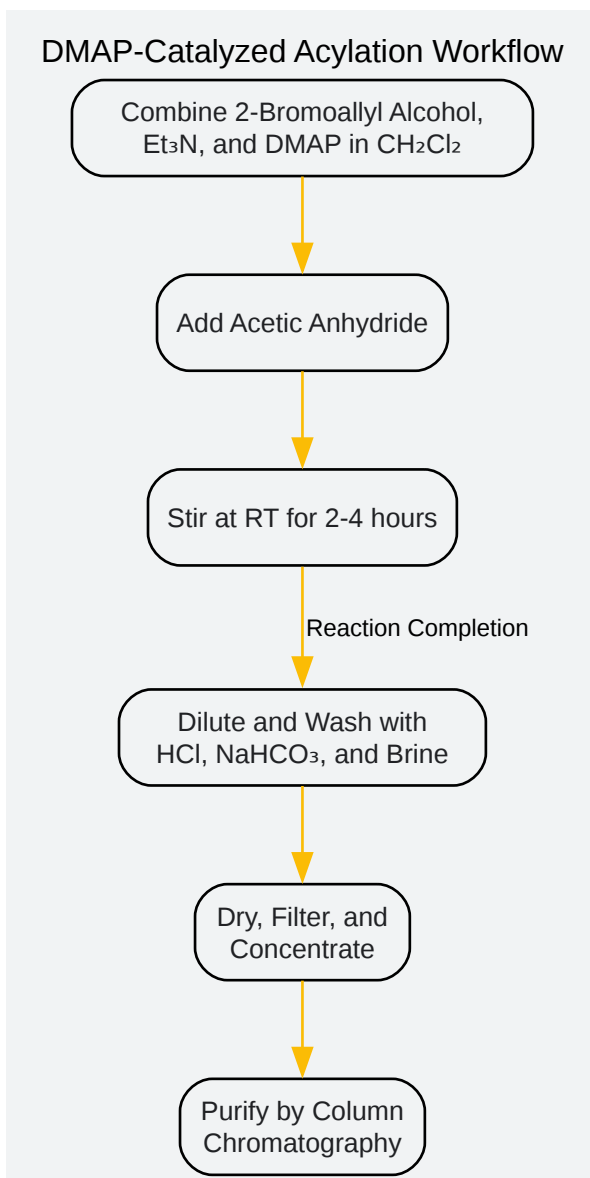 DMAP-Catalyzed Acylation Workflow
Combine 2-Bromoallyl Alcohol,
Et₃N, and DMAP in CH₂Cl₂
Add Acetic Anhydride
Stir at RT for 2-4 hours
Reaction Completion
Dilute and Wash with
HCl, NaHCO₃, and Brine
Dry, Filter, and
Concentrate
Purify by Column
Chromatography